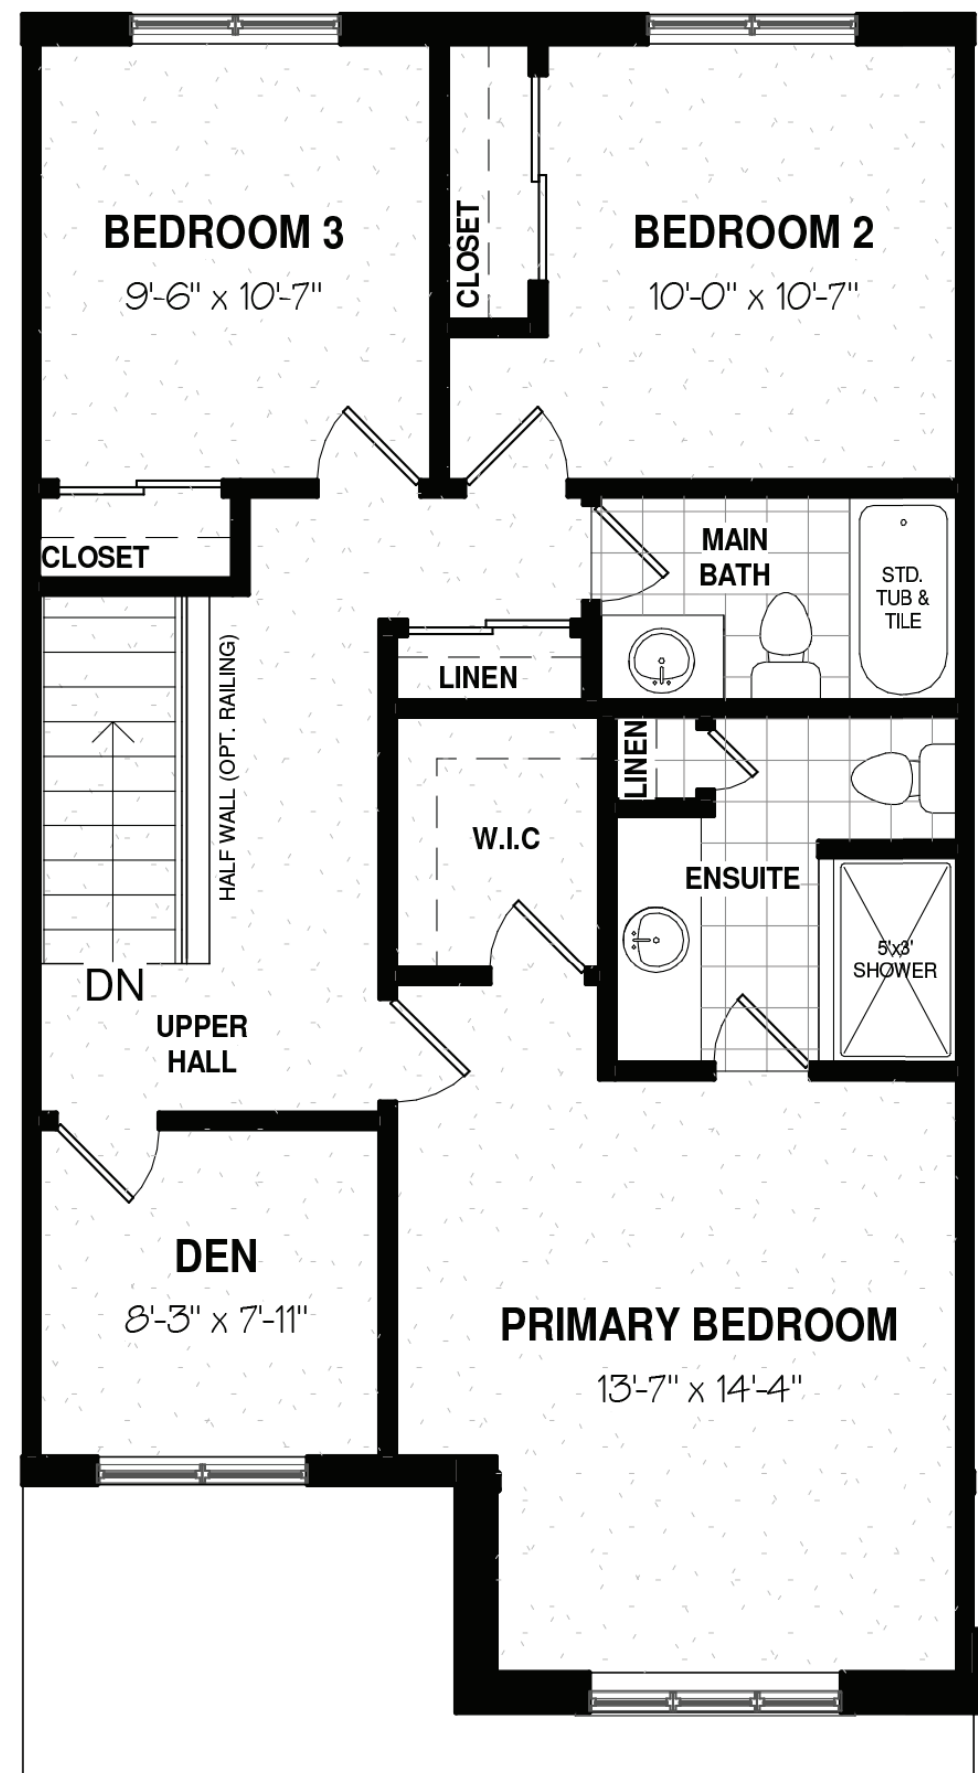 BEDROOM 3
9'-6" x 10'-7"
CLOSET
BEDROOM 2
10'-0" x 10'-7"
CLOSET
MAIN
BATH
STD.
TUB &
TILE
LINEN
HALF WALL (OPT. RAILING)
LINEN
W.I.C
ENSUITE
5'x3'
SHOWER
DN
UPPER
HALL
DEN
8'-3" x 7'-11"
PRIMARY BEDROOM
13'-7" x 14'-4"